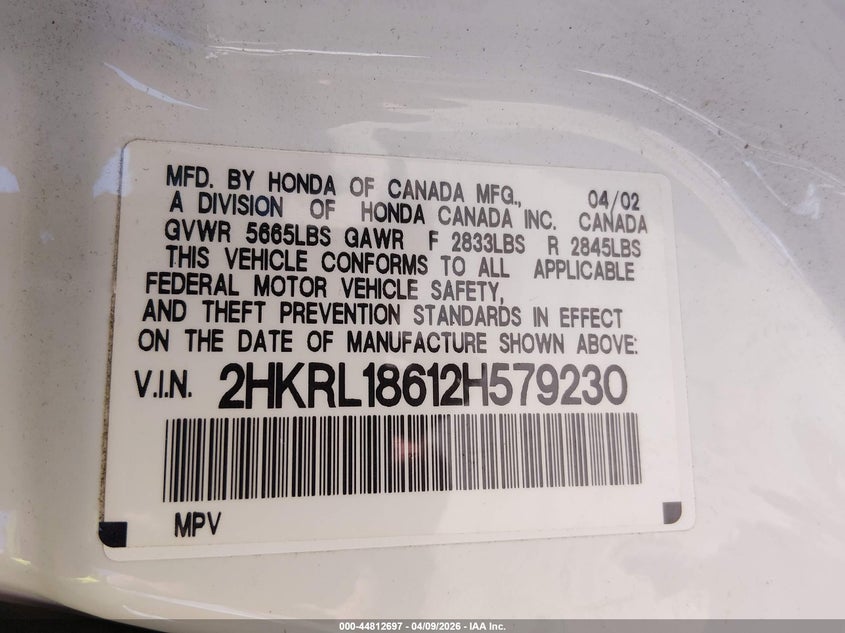 MFD. BY HONDA OF CANADA MFG., 04/02
A DIVISION OF HONDA CANADA INC. CANADA
GVWR 5665LBS GAWR F 2833LBS R 2845LBS
THIS VEHICLE CONFORMS TO ALL APPLICABLE
FEDERAL MOTOR VEHICLE SAFETY,
AND THEFT PREVENTION STANDARDS IN EFFECT
ON THE DATE OF MANUFACTURE SHOWN ABOVE:
V.I.N. 2HKRL18612H579230
MPV
000-44812697 - 04/09/2026 - IAA Inc.